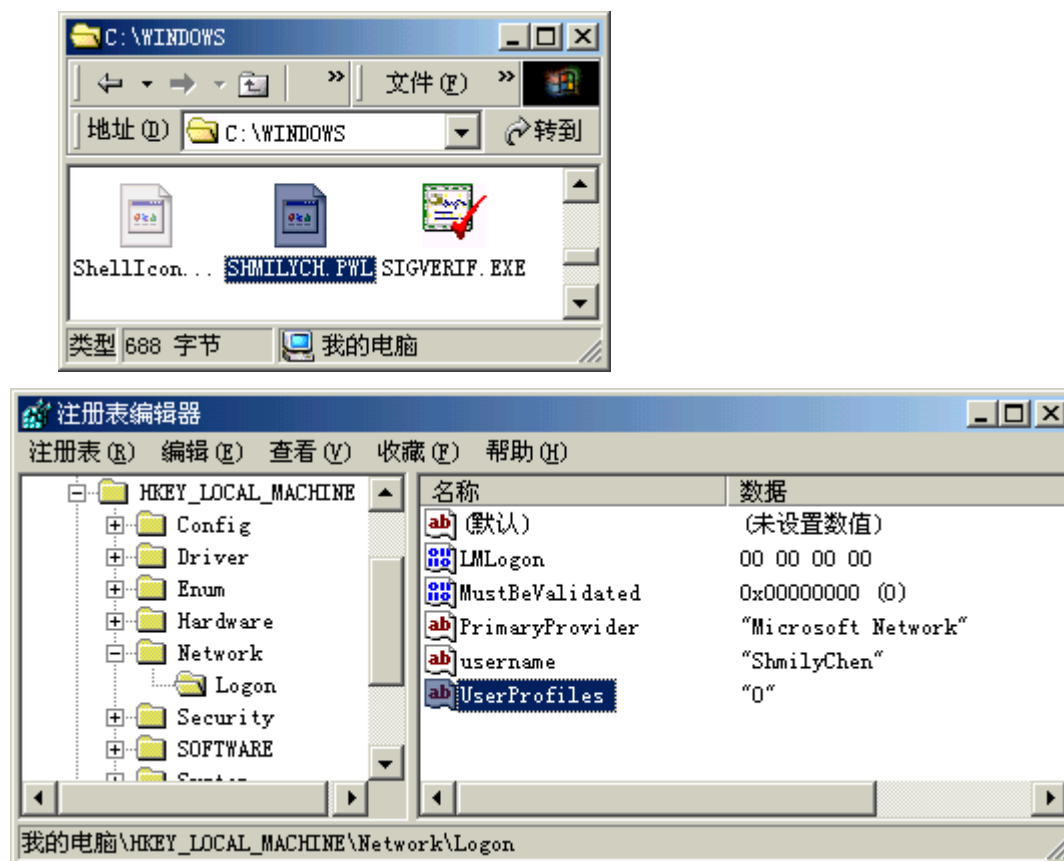 C:\WINDOWS
» 文件(F) »
地址(D) C:\WINDOWS 转到
ShellIcon... SHMILYCH.PWL SIGVERIF.EXE
类型 688 字节 我的电脑
注册表编辑器
注册表(R) 编辑(E) 查看(V) 收藏(F) 帮助(H)
HKEY_LOCAL_MACHINE
Config
Driver
Enum
Hardware
Network
Logon
Security
SOFTWARE
名称 数据
(默认) (未设置数值)
LMLogon 00 00 00 00
MustBeValidated 0x00000000 (0)
PrimaryProvider "Microsoft Network"
username "ShmilyChen"
UserProfiles "0"
我的电脑\HKEY_LOCAL_MACHINE\Network\Logon